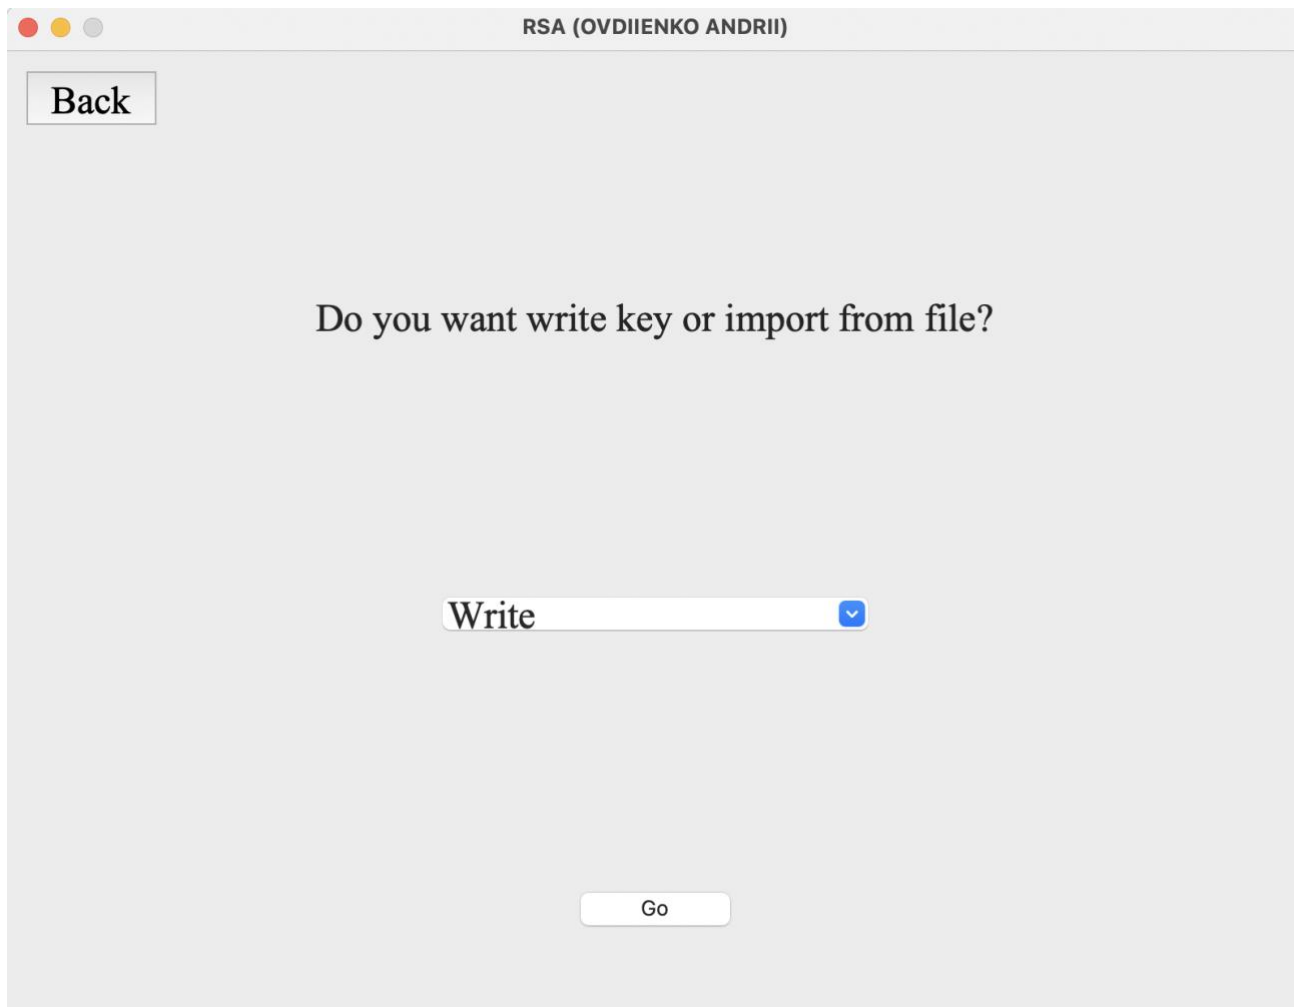 RSA (OVDIIENKO ANDRII)
Back
Do you want write key or import from file?
Write
Go